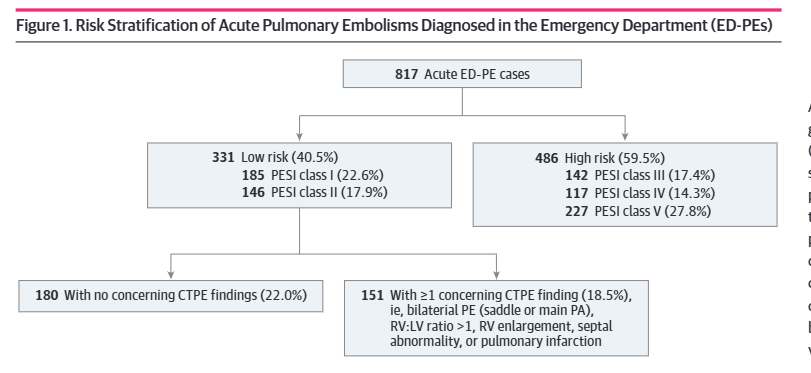 Figure 1. Risk Stratification of Acute Pulmonary Embolisms Diagnosed in the Emergency Department (ED-PEs)
817 Acute ED-PE cases
331 Low risk (40.5%)
185 PESI class I (22.6%)
146 PESI class II (17.9%)
486 High risk (59.5%)
142 PESI class III (17.4%)
117 PESI class IV (14.3%)
227 PESI class V (27.8%)
180 With no concerning CTPE findings (22.0%)
151 With ≥1 concerning CTPE finding (18.5%),
ie, bilateral PE (saddle or main PA),
RV:LV ratio >1, RV enlargement, septal
abnormality, or pulmonary infarction